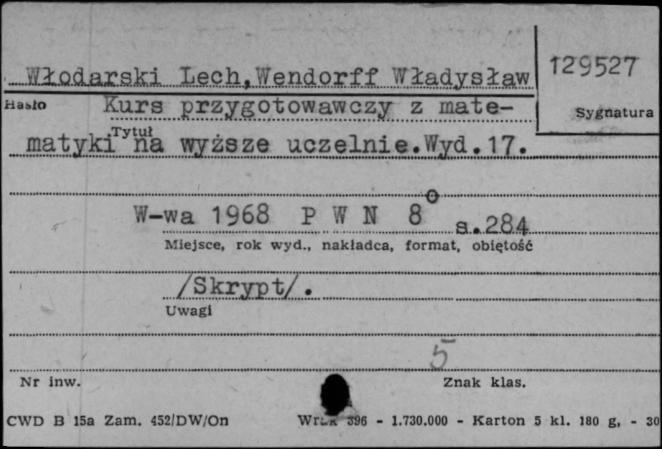 Włodarski Lech,Wendorff Władysław
129527
Hasło
Kurs przygotowawczy z mate-
Sygnatura
Tytuł
matyki na wyższe uczelnie.Wyd.17.
W-wa 1968 P W N 8° s.284
Miejsce, rok wyd., nakładca, format, objętość
/Skrypt/.
Uwagi
5
Nr inw.
Znak klas.
CWD B 15a Zam. 452/DW/On
396 - 1.730.000 - Karton 5 kl. 180 g, - 30